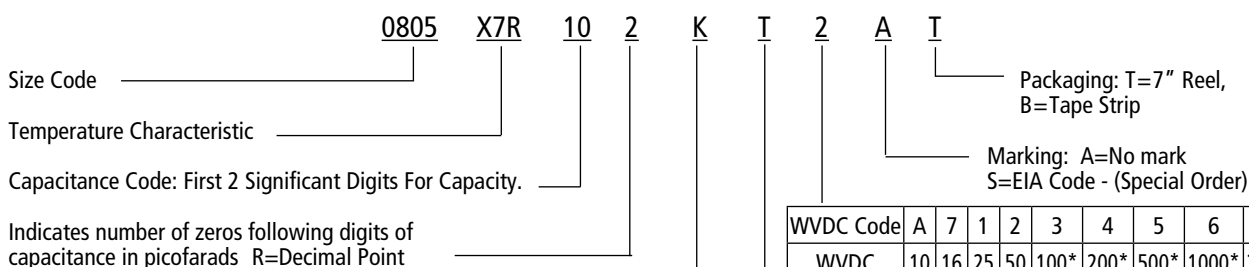 0805 X7R 10 2 K T 2 A T
Size Code
Packaging: T=7" Reel,
B=Tape Strip
Temperature Characteristic
Marking: A=No mark
S=EIA Code - (Special Order)
Capacitance Code: First 2 Significant Digits For Capacity.
Indicates number of zeros following digits of
capacitance in picofarads R=Decimal Point
WVDC Code A 7 1 2 3 4 5 6
WVDC 10 16 25 50 100* 200* 500* 1000*